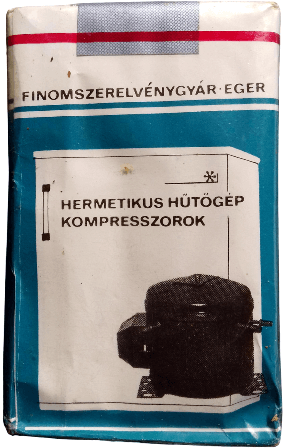 FINOMSZERELVÉNYGYÁR·EGER
HERMETIKUS HŰTŐGÉP
KOMPRESSZOROK